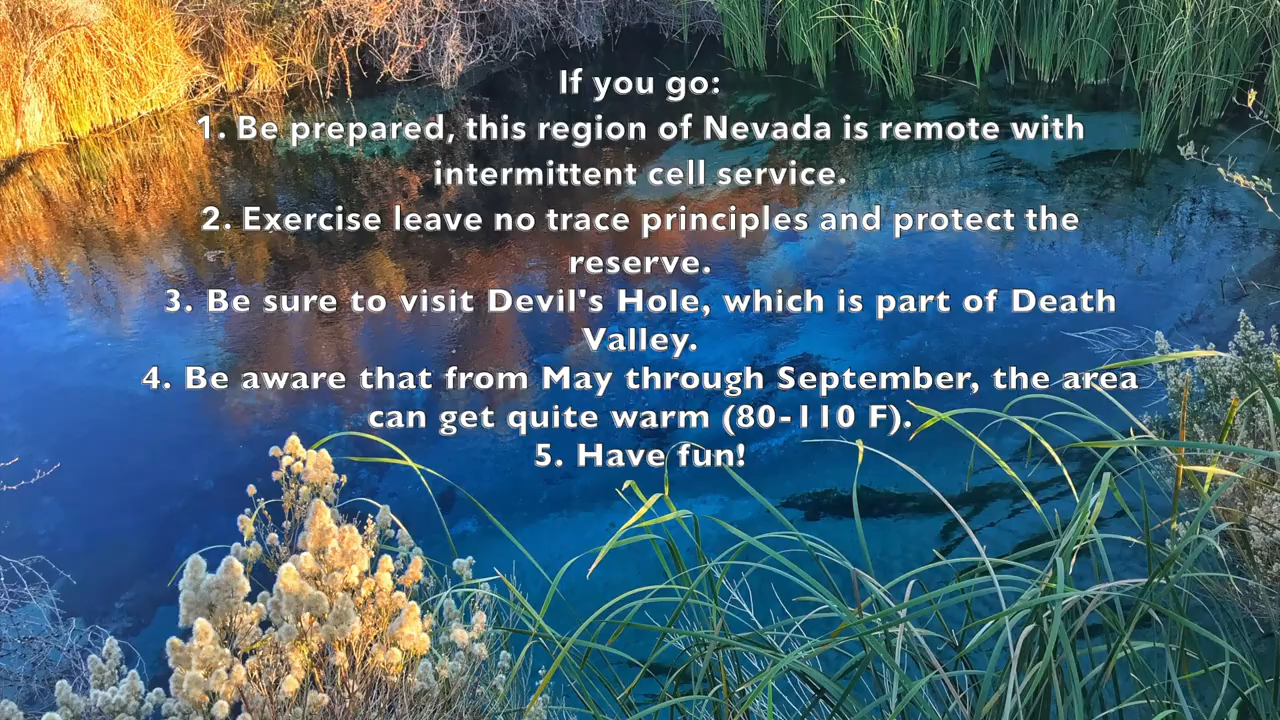 If you go:
1. Be prepared, this region of Nevada is remote with
intermittent cell service.
2. Exercise leave no trace principles and protect the
reserve.
3. Be sure to visit Devil's Hole, which is part of Death
Valley.
4. Be aware that from May through September, the area
can get quite warm (80-110 F).
5. Have fun!